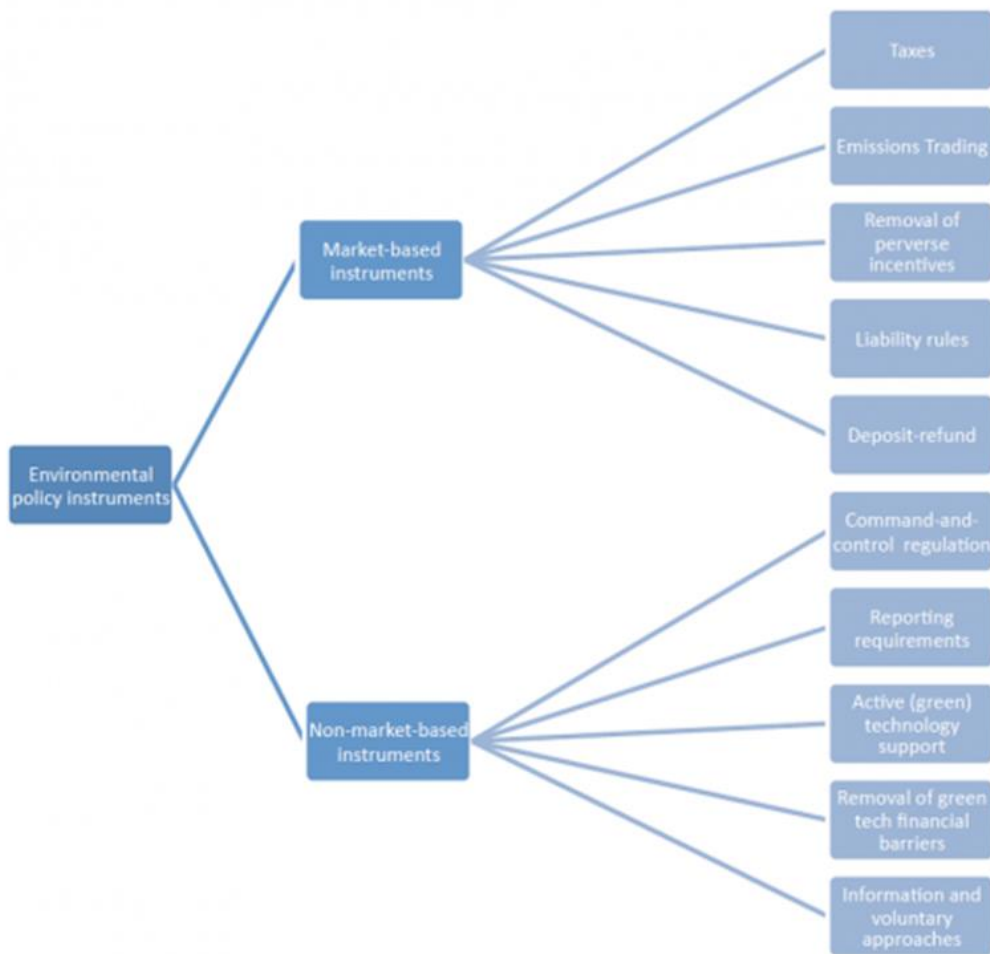 Taxes
Emissions Trading
Removal of
perverse
incentives
Market-based
instruments
Liability rules
Deposit-refund
Environmental
policy instruments
Command-and-
control regulation
Reporting
requirements
Active (green)
technology
support
Non-market-based
instruments
Removal of green
tech financial
barriers
Information and
voluntary
approaches